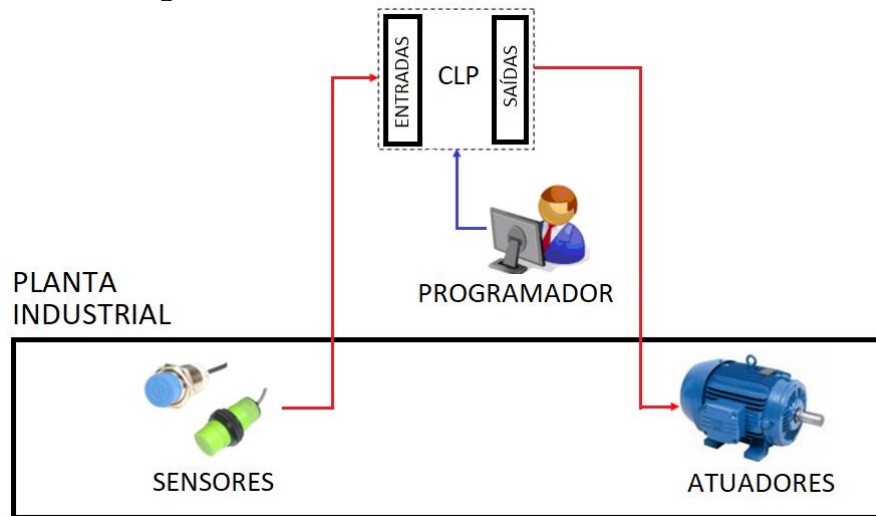 ENTRADAS
CLP
SAÍDAS
PROGRAMADOR
PLANTA
INDUSTRIAL
SENSORES
ATUADORES